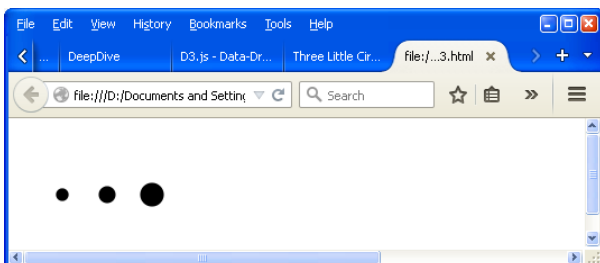 File Edit View History Bookmarks Tools Help
... DeepDive D3.js - Data-Dr... Three Little Cir... file:/...3.html
file:///D:/Documents and Setting Search